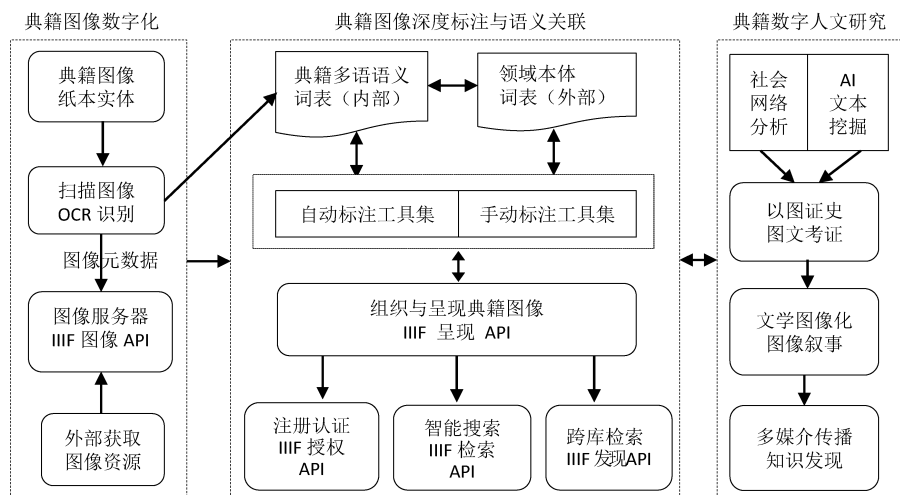 典籍图像数字化
典籍图像
纸本实体
扫描图像
OCR 识别
图像元数据
图像服务器
IIIF 图像 API
外部获取
图像资源
典籍图像深度标注与语义关联
典籍多语语义
词表（内部）
领域本体
词表（外部）
自动标注工具集
手动标注工具集
组织与呈现典籍图像
IIIF 呈现 API
注册认证
IIIF 授权
API
智能搜索
IIIF 检索
API
跨库检索
IIIF 发现API
典籍数字人文研究
社会
网络
分析
AI
文本
挖掘
以图证史
图文考证
文学图像化
图像叙事
多媒介传播
知识发现